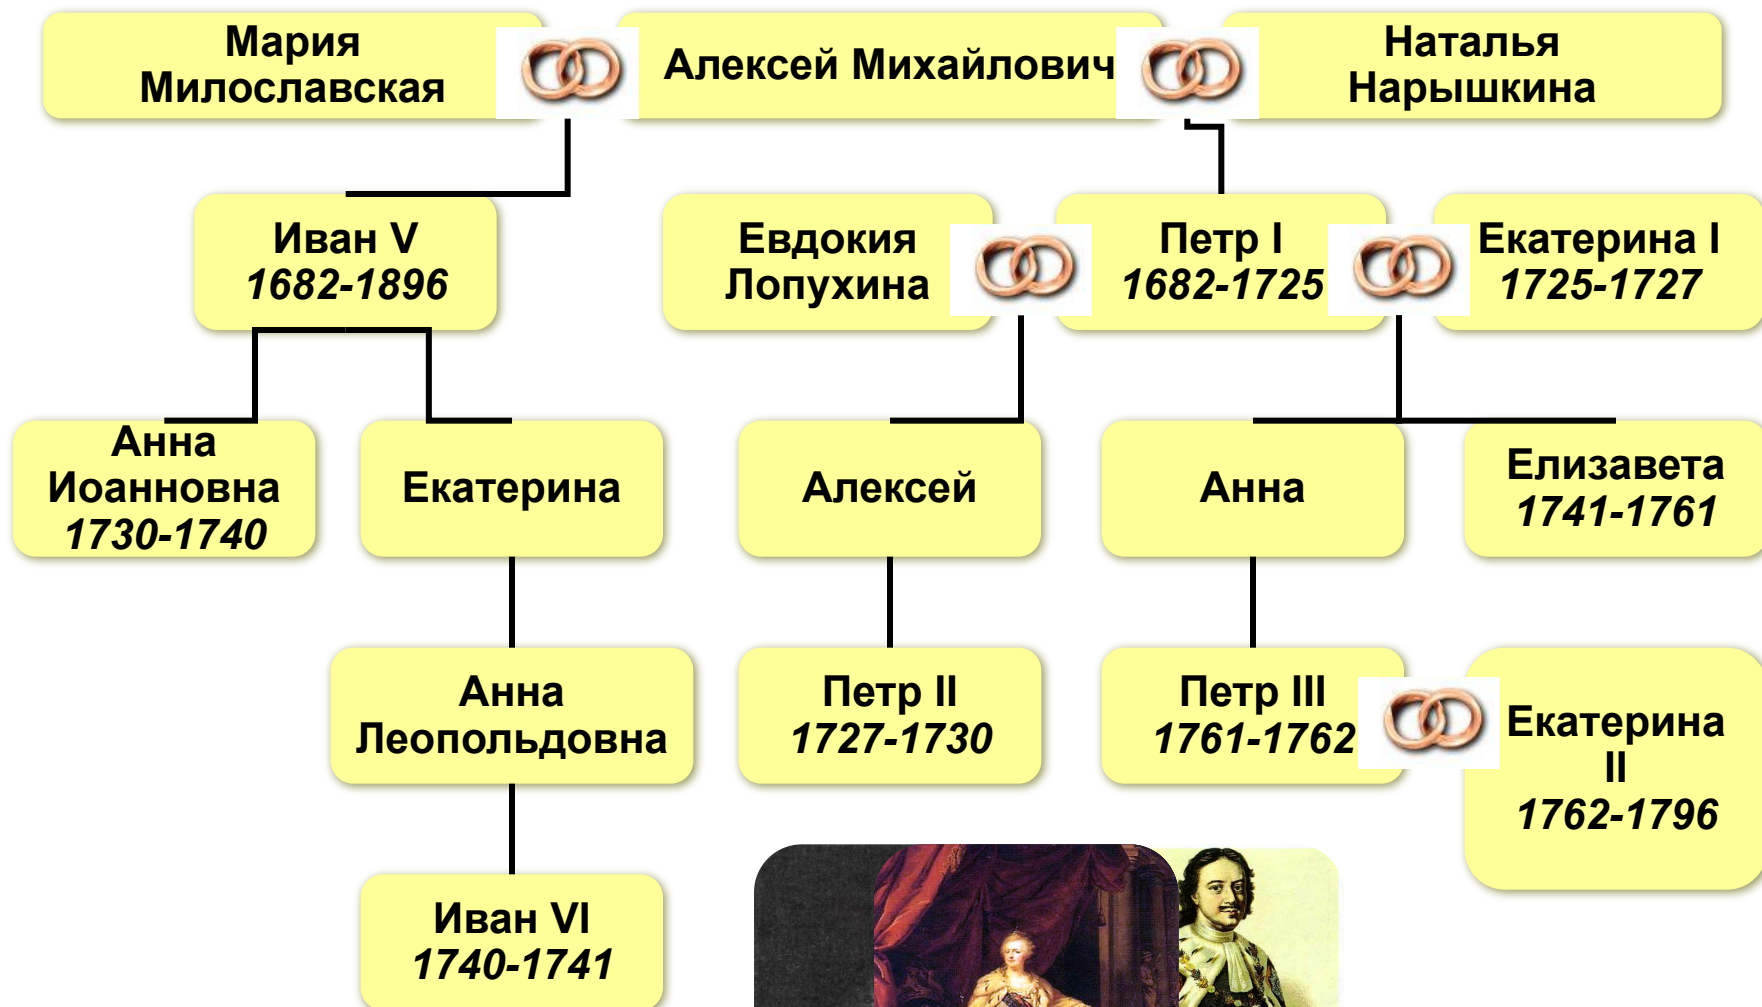 Мария
Милославская
Алексей Михайлович
Наталья
Нарышкина
Иван V
1682-1896
Евдокия
Лопухина
Петр I
1682-1725
Екатерина I
1725-1727
Анна
Иоанновна
1730-1740
Екатерина
Алексей
Анна
Елизавета
1741-1761
Анна
Леопольдовна
Петр II
1727-1730
Петр III
1761-1762
Екатерина
II
1762-1796
Иван VI
1740-1741